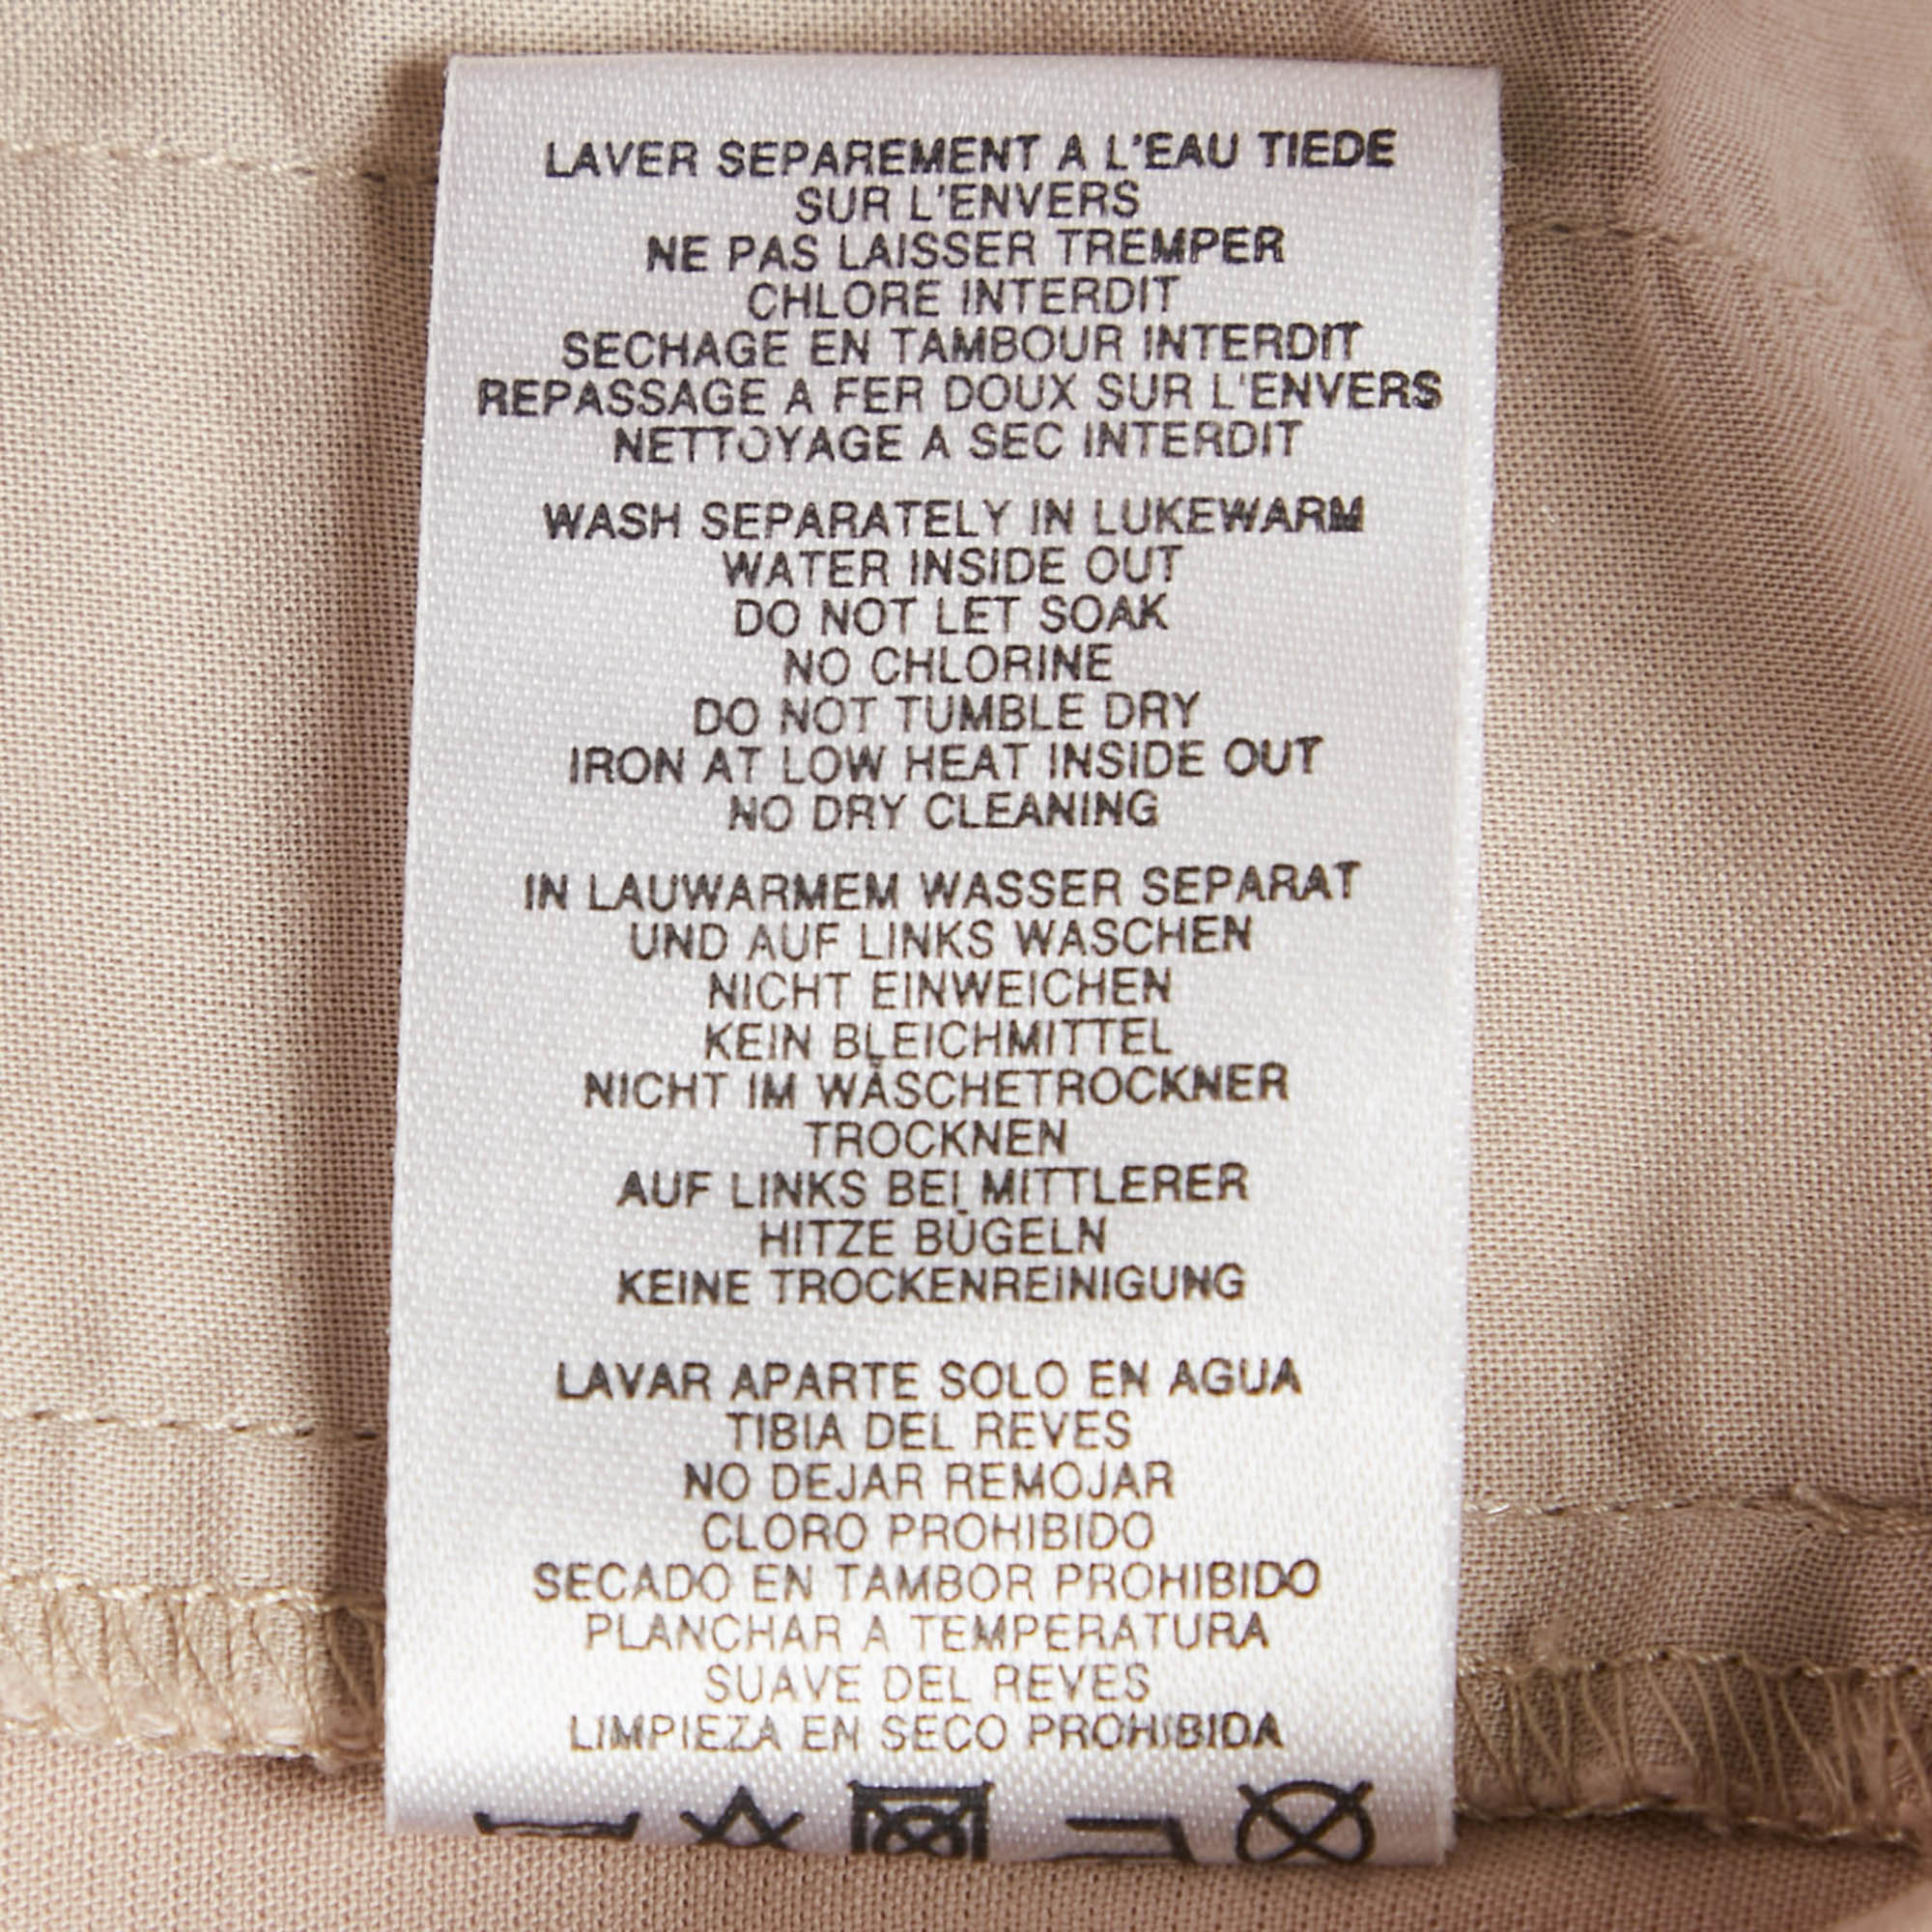 LAVER SEPAREMENT A L'EAU TIEDE
SUR L'ENVERS
NE PAS LAISSER TREMPER
CHLORE INTERDIT
SECHAGE EN TAMBOUR INTERDIT
REPASSAGE A FER DOUX SUR L'ENVERS
NETTOYAGE A SEC INTERDIT
WASH SEPARATELY IN LUKEWARM
WATER INSIDE OUT
DO NOT LET SOAK
NO CHLORINE
DO NOT TUMBLE DRY
IRON AT LOW HEAT INSIDE OUT
NO DRY CLEANING
IN LAUWARMEM WASSER SEPARAT
UND AUF LINKS WASCHEN
NICHT EINWEICHEN
KEIN BLEICHMITTEL
NICHT IM WÄSCHETROCKNER
TROCKNEN
AUF LINKS BEI MITTLERER
HITZE BÜGELN
KEINE TROCKENREINIGUNG
LAVAR APARTE SOLO EN AGUA
TIBIA DEL REVES
NO DEJAR REMOJAR
CLORO PROHIBIDO
SECADO EN TAMBOR PROHIBIDO
PLANCHAR A TEMPERATURA
SUAVE DEL REVES
LIMPIEZA EN SECO PROHIBIDA